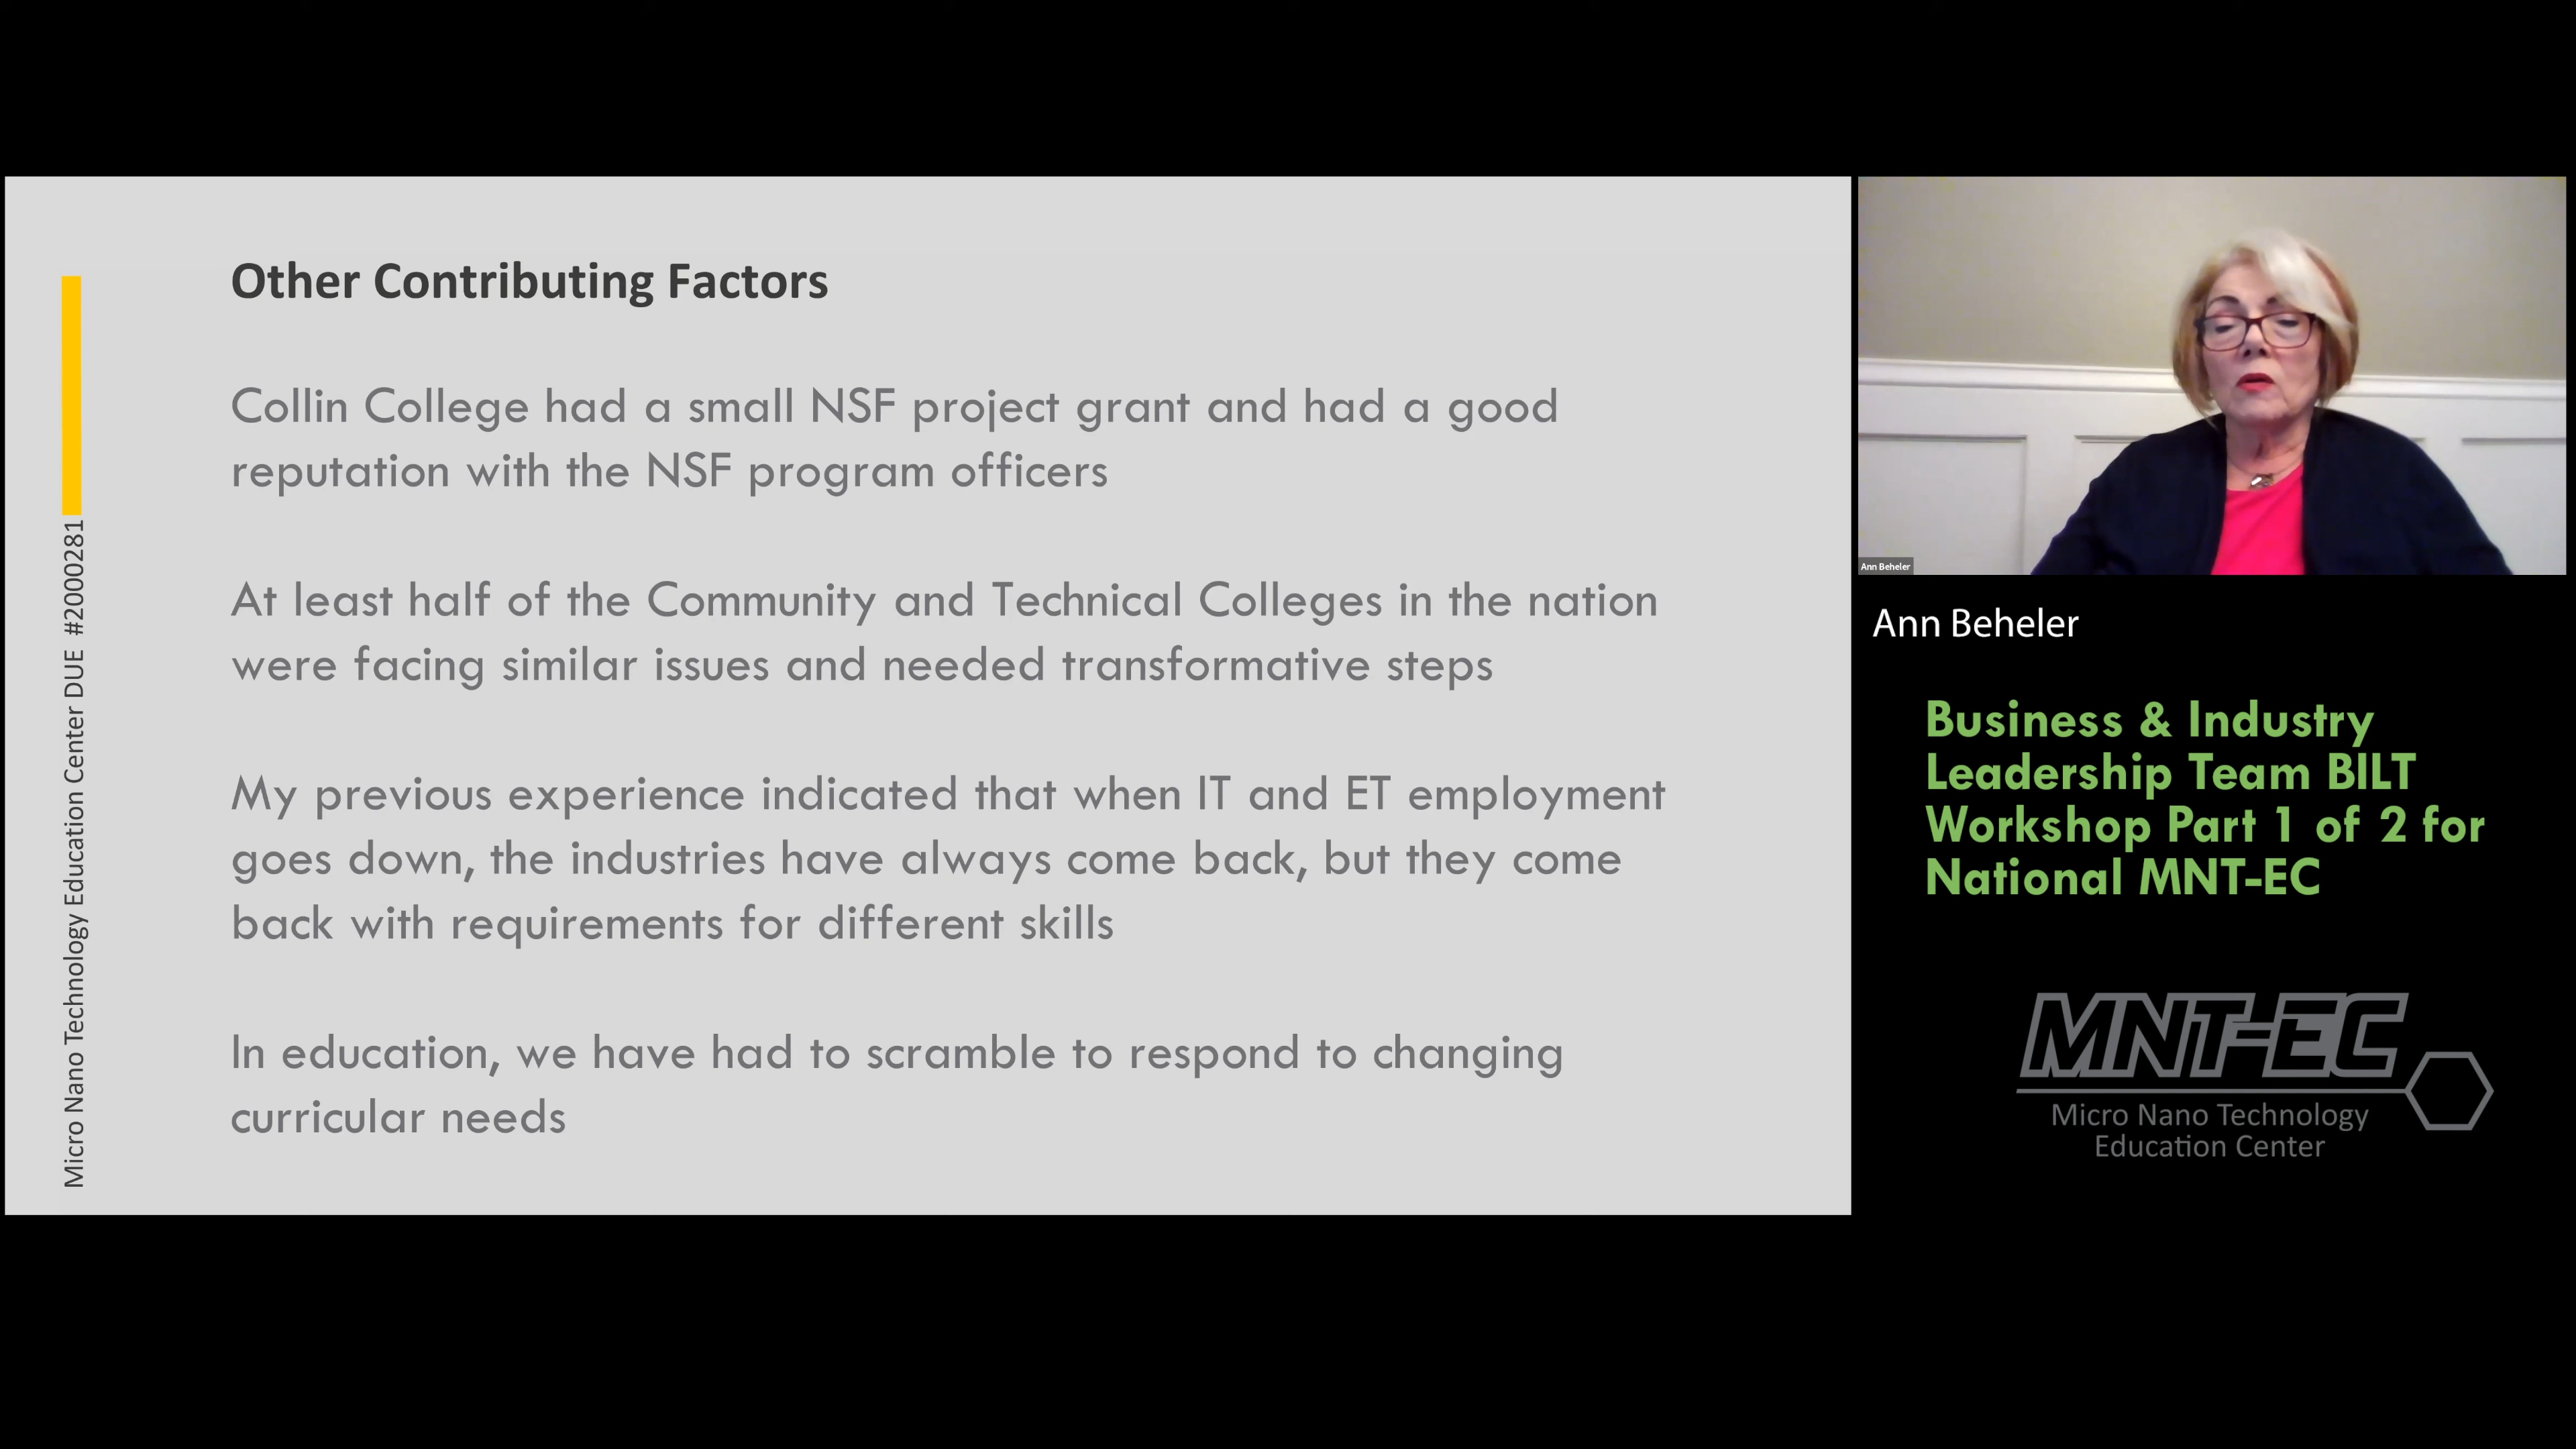 Other Contributing Factors
Collin College had a small NSF project grant and had a good
reputation with the NSF program officers
At least half of the Community and Technical Colleges in the nation
were facing similar issues and needed transformative steps
My previous experience indicated that when IT and ET employment
goes down, the industries have always come back, but they come
back with requirements for different skills
In education, we have had to scramble to respond to changing
curricular needs
Micro Nano Technology Education Center DUE #2000281
Ann Beheler
Ann Beheler
Business & Industry
Leadership Team BILT
Workshop Part 1 of 2 for
National MNT-EC
MNT-EC
Micro Nano Technology
Education Center